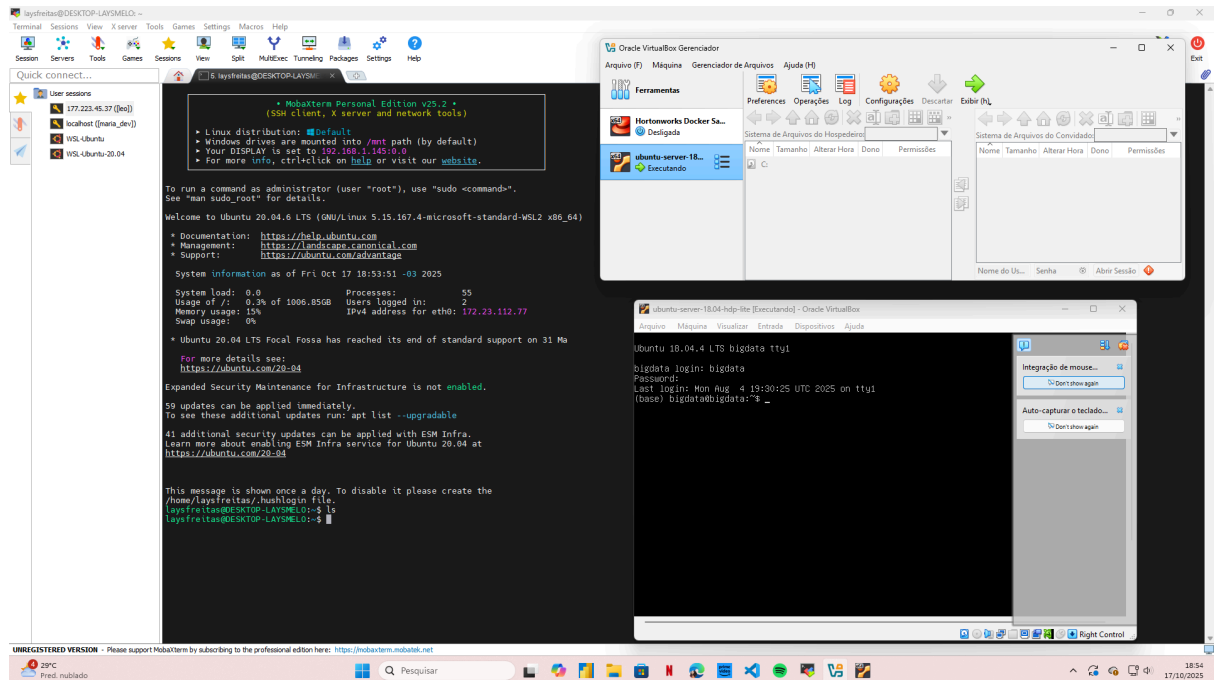 laysfreitas@DESKTOP-LAYSMELO: ~
Terminal Sessions View X server Tools Games Settings Macros Help
Session Servers Tools Games Sessions View Split MultiExec Tunneling Packages Settings Help
Exit
Quick connect...
5. laysfreitas@DESKTOP-LAYSME
User sessions
177.223.45.37 ([leo])
localhost ([maria_dev])
WSL-Ubuntu
WSL-Ubuntu-20.04
• MobaXterm Personal Edition v25.2 •
(SSH client, X server and network tools)
► Linux distribution: Default
► Windows drives are mounted into /mnt path (by default)
► Your DISPLAY is set to 192.168.1.145:0.0
► For more info, ctrl+click on help or visit our website.
To run a command as administrator (user "root"), use "sudo <command>".
See "man sudo_root" for details.
Welcome to Ubuntu 20.04.6 LTS (GNU/Linux 5.15.167.4-microsoft-standard-WSL2 x86_64)
* Documentation: https://help.ubuntu.com
* Management: https://landscape.canonical.com
* Support: https://ubuntu.com/advantage
System information as of Fri Oct 17 18:53:51 -03 2025
System load: 0.0 Processes: 55
Usage of /: 0.3% of 1006.85GB Users logged in: 2
Memory usage: 15% IPv4 address for eth0: 172.23.112.77
Swap usage: 0%
* Ubuntu 20.04 LTS Focal Fossa has reached its end of standard support on 31 Ma
For more details see:
https://ubuntu.com/20-04
Expanded Security Maintenance for Infrastructure is not enabled.
59 updates can be applied immediately.
To see these additional updates run: apt list --upgradable
41 additional security updates can be applied with ESM Infra.
Learn more about enabling ESM Infra service for Ubuntu 20.04 at
https://ubuntu.com/20-04
This message is shown once a day. To disable it please create the
/home/laysfreitas/.hushlogin file.
laysfreitas@DESKTOP-LAYSMELO:~$ ls
laysfreitas@DESKTOP-LAYSMELO:~$
Oracle VirtualBox Gerenciador
Arquivo (F) Máquina Gerenciador de Arquivos Ajuda (H)
Ferramentas
Preferences Operações Log Configurações Descartar Exibir (h)
Hortonworks Docker Sa...
Desligada
ubuntu-server-18...
Executando
Sistema de Arquivos do Hospedeiro:
Nome Tamanho Alterar Hora Dono Permissões
C:
Sistema de Arquivos do Convidado:
Nome Tamanho Alterar Hora Dono Permissões
Nome do Us... Senha Abrir Sessão
ubuntu-server-18.04-hdp-lite [Executando] - Oracle VirtualBox
Arquivo Máquina Visualizar Entrada Dispositivos Ajuda
Ubuntu 18.04.4 LTS bigdata tty1
bigdata login: bigdata
Password:
Last login: Mon Aug  4 19:30:25 UTC 2025 on tty1
(base) bigdata@bigdata:~$ _
Integração de mouse...
Don't show again
Auto-capturar o teclado...
Don't show again
Right Control
UNREGISTERED VERSION - Please support MobaXterm by subscribing to the professional edition here: https://mobaxterm.mobatek.net
4
29°C
Pred. nublado
Pesquisar
18:54
17/10/2025